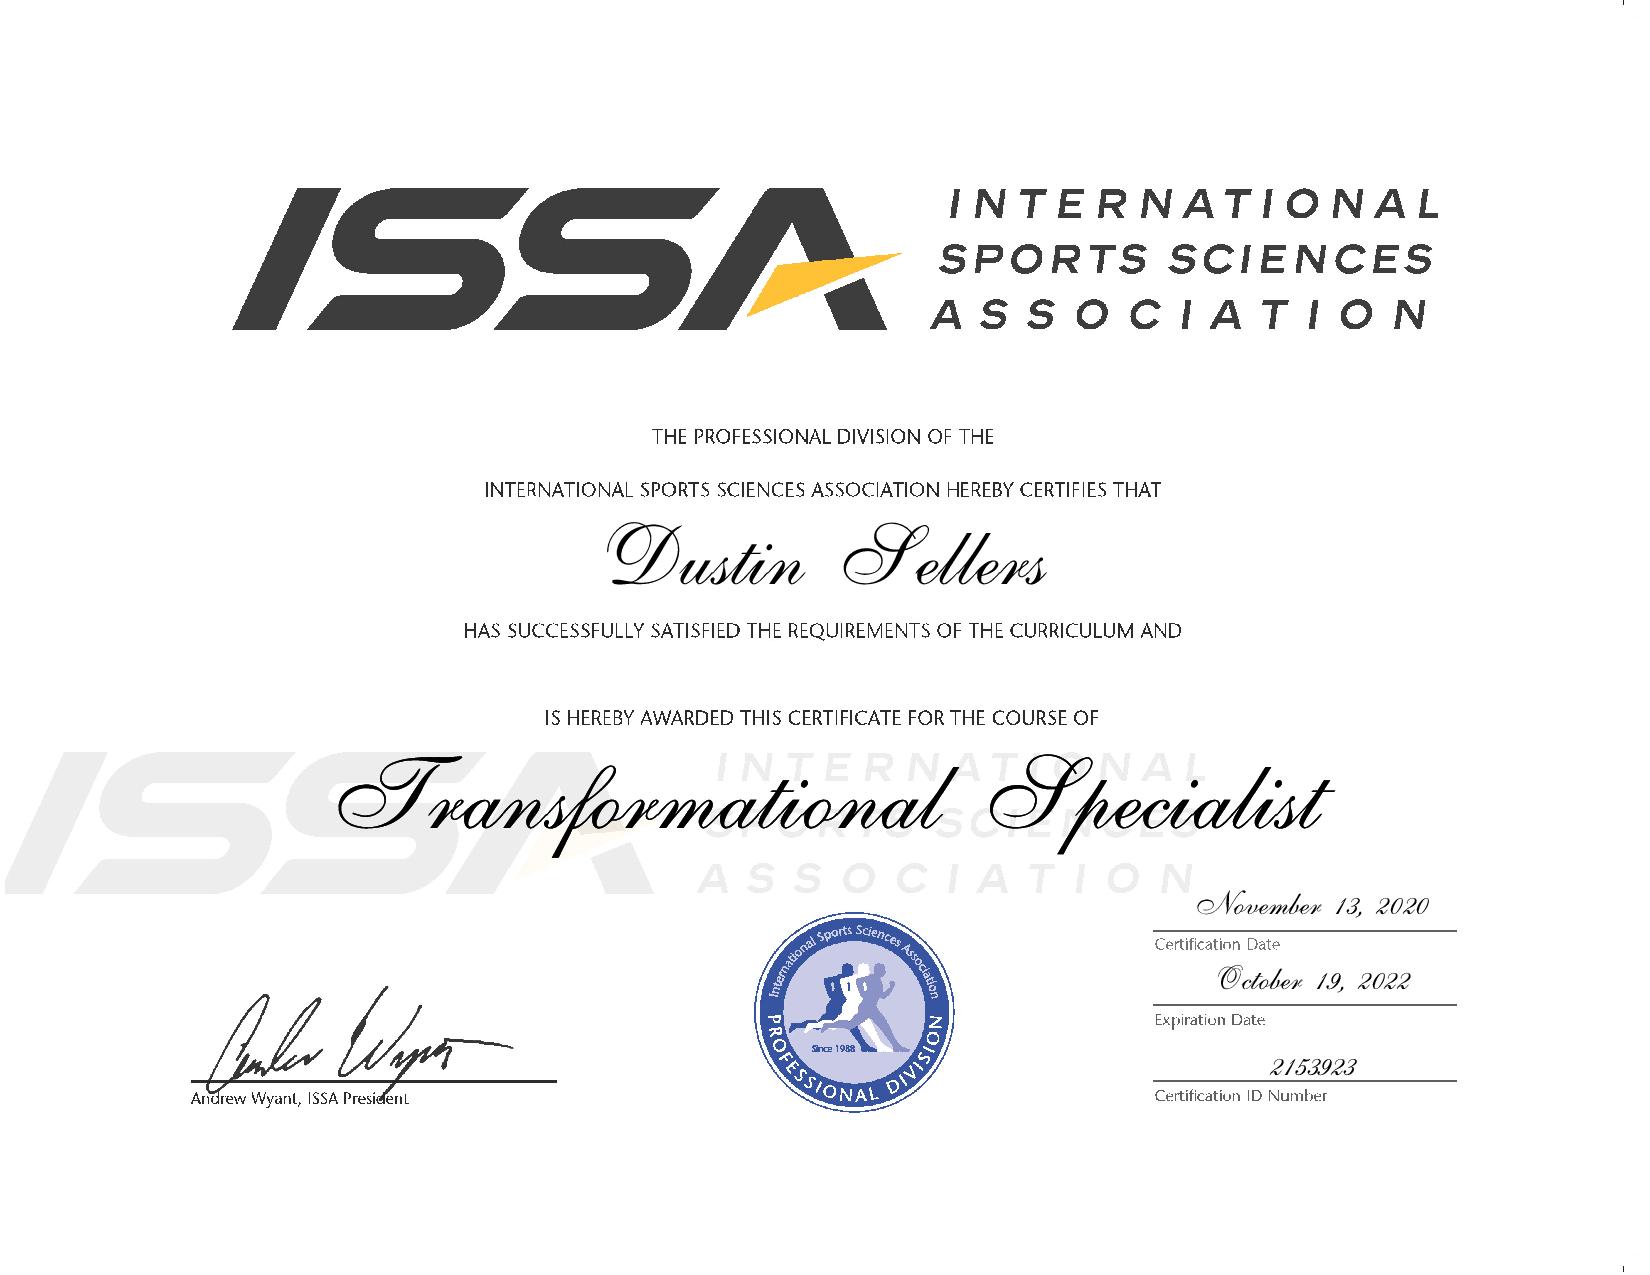 ISSA
INTERNATIONAL
SPORTS SCIENCES
ASSOCIATION
THE PROFESSIONAL DIVISION OF THE
INTERNATIONAL SPORTS SCIENCES ASSOCIATION HEREBY CERTIFIES THAT
Dustin Sellers
HAS SUCCESSFULLY SATISFIED THE REQUIREMENTS OF THE CURRICULUM AND
IS HEREBY AWARDED THIS CERTIFICATE FOR THE COURSE OF
ISSA
INTERNATIONAL
SPORTS SCIENCES
ASSOCIATION
Transformational Specialist
November 13, 2020
Certification Date
October 19, 2022
Expiration Date
2153923
Certification ID Number
International Sports Sciences Association
Since 1988
PROFESSIONAL DIVISION
Andrew Wyant
Andrew Wyant, ISSA President